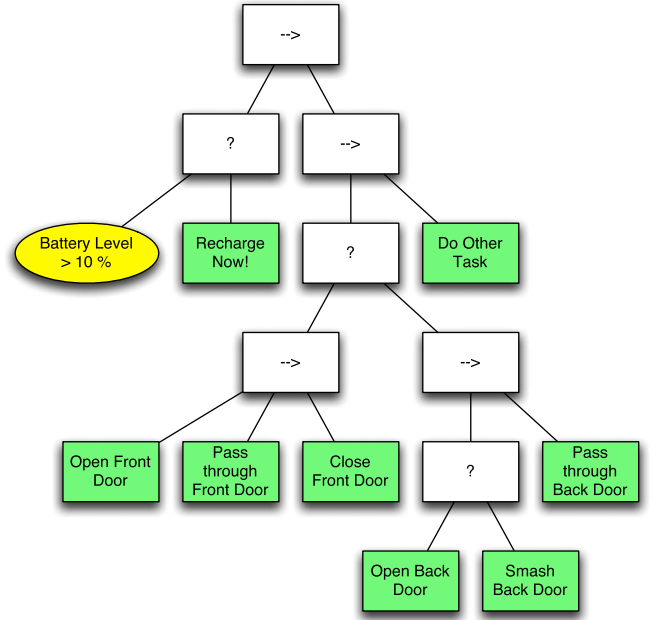 -->
?
-->
Battery Level
> 10 %
Recharge
Now!
?
Do Other
Task
-->
-->
Open Front
Door
Pass
through
Front Door
Close
Front Door
?
Pass
through
Back Door
Open Back
Door
Smash
Back Door